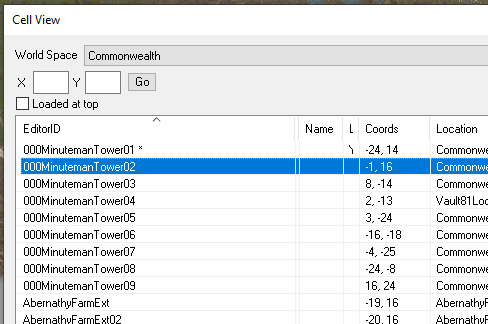 Cell View
World Space Commonwealth
X Y Go
Loaded at top
EditorID Name L Coords Location
000MinutemanTower01 * Y -24, 14 Commonwe
000MinutemanTower02 -1, 16 Commonwe
000MinutemanTower03 8, -14 Commonwe
000MinutemanTower04 2, -13 Vault81Loc
000MinutemanTower05 3, -24 Commonwe
000MinutemanTower06 -16, -18 Commonwe
000MinutemanTower07 -4, -25 Commonwe
000MinutemanTower08 -24, -8 Commonwe
000MinutemanTower09 16, 24 Commonwe
AbernathyFarmExt -19, 16 Commonwe
AbernathyFarmExt02 -20, 16 Commonwe